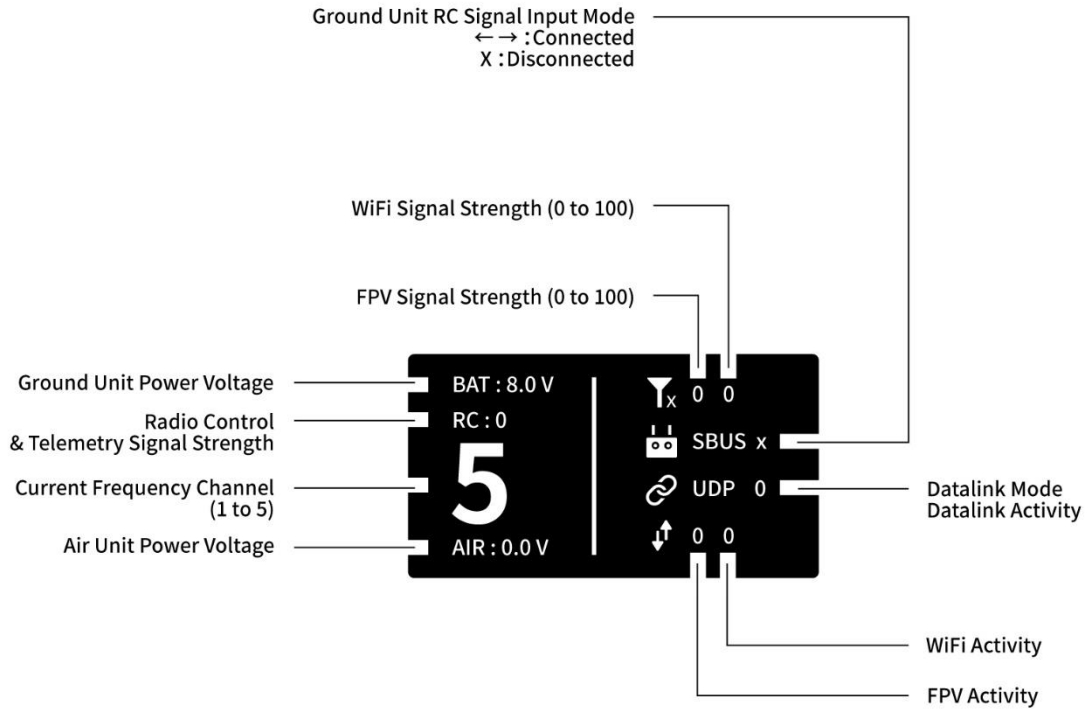 Ground Unit RC Signal Input Mode
←→ :Connected
X :Disconnected
WiFi Signal Strength (0 to 100)
FPV Signal Strength (0 to 100)
Ground Unit Power Voltage
Radio Control
& Telemetry Signal Strength
Current Frequency Channel
(1 to 5)
Air Unit Power Voltage
BAT : 8.0 V
RC : 0
5
AIR : 0.0 V
x 0 0
SBUS x
UDP 0
0 0
Datalink Mode
Datalink Activity
WiFi Activity
FPV Activity